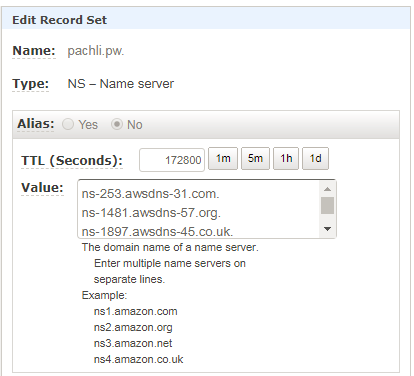 Edit Record Set
Name: pachli.pw.
Type: NS – Name server
Alias: Yes No
TTL (Seconds): 172800 1m 5m 1h 1d
Value: ns-253.awsdns-31.com.
ns-1481.awsdns-57.org.
ns-1897.awsdns-45.co.uk.
The domain name of a name server.
Enter multiple name servers on
separate lines.
Example:
ns1.amazon.com
ns2.amazon.org
ns3.amazon.net
ns4.amazon.co.uk